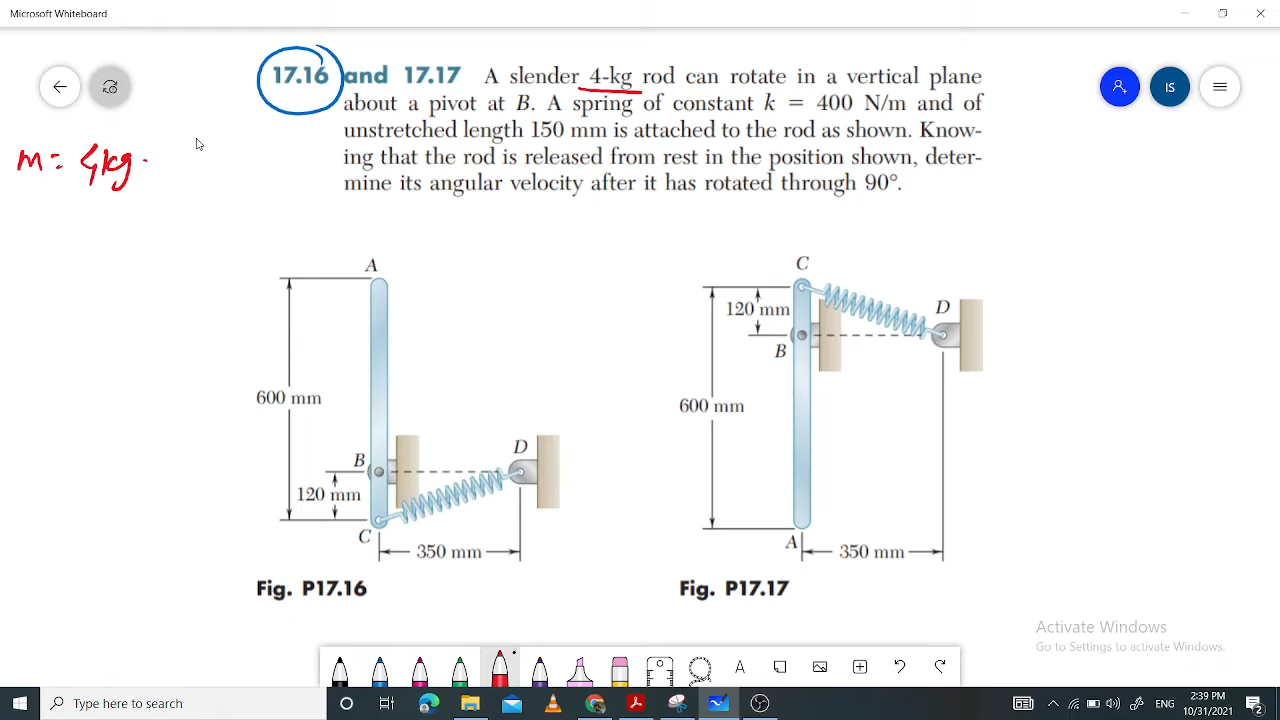 Microsoft Whiteboard
17.16 and 17.17 A slender 4-kg rod can rotate in a vertical plane
about a pivot at B. A spring of constant k = 400 N/m and of
unstretched length 150 mm is attached to the rod as shown. Know-
ing that the rod is released from rest in the position shown, deter-
mine its angular velocity after it has rotated through 90°.
IS
m = 4kg.
A
600 mm
B
120 mm
C
D
350 mm
Fig. P17.16
C
120 mm
B
D
600 mm
A
350 mm
Fig. P17.17
Activate Windows
Go to Settings to activate Windows.
A
Type here to search
2:39 PM
10/31/2021
2